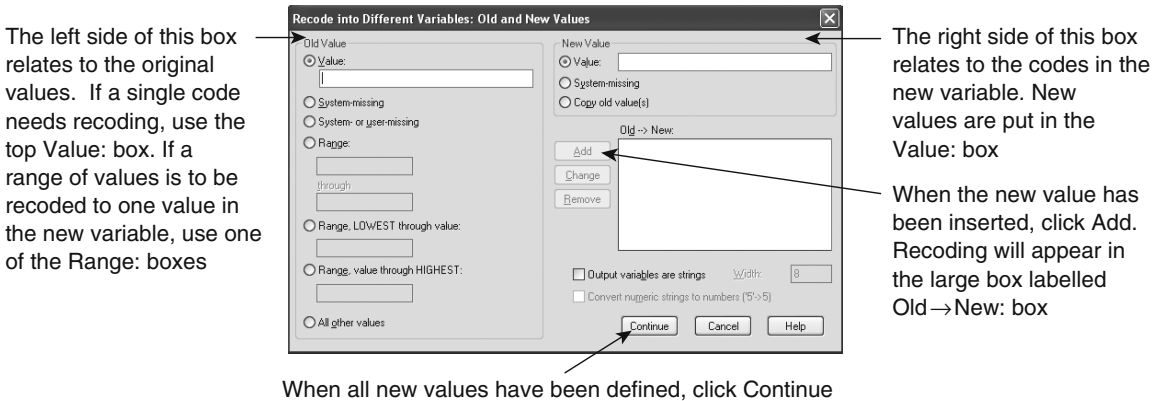 The left side of this box
relates to the original
values. If a single code
needs recoding, use the
top Value: box. If a
range of values is to be
recoded to one value in
the new variable, use one
of the Range: boxes
Recode into Different Variables: Old and New Values
Old Value
Value:
System-missing
System- or user-missing
Range:
through
Range, LOWEST through value:
Range, value through HIGHEST:
All other values
New Value
Value:
System-missing
Copy old value(s)
Old --> New:
Add
Change
Remove
Output variables are strings
Width:
8
Convert numeric strings to numbers ('5'->5)
Continue
Cancel
Help
The right side of this box
relates to the codes in the
new variable. New
values are put in the
Value: box
When the new value has
been inserted, click Add.
Recoding will appear in
the large box labelled
Old→New: box
When all new values have been defined, click Continue